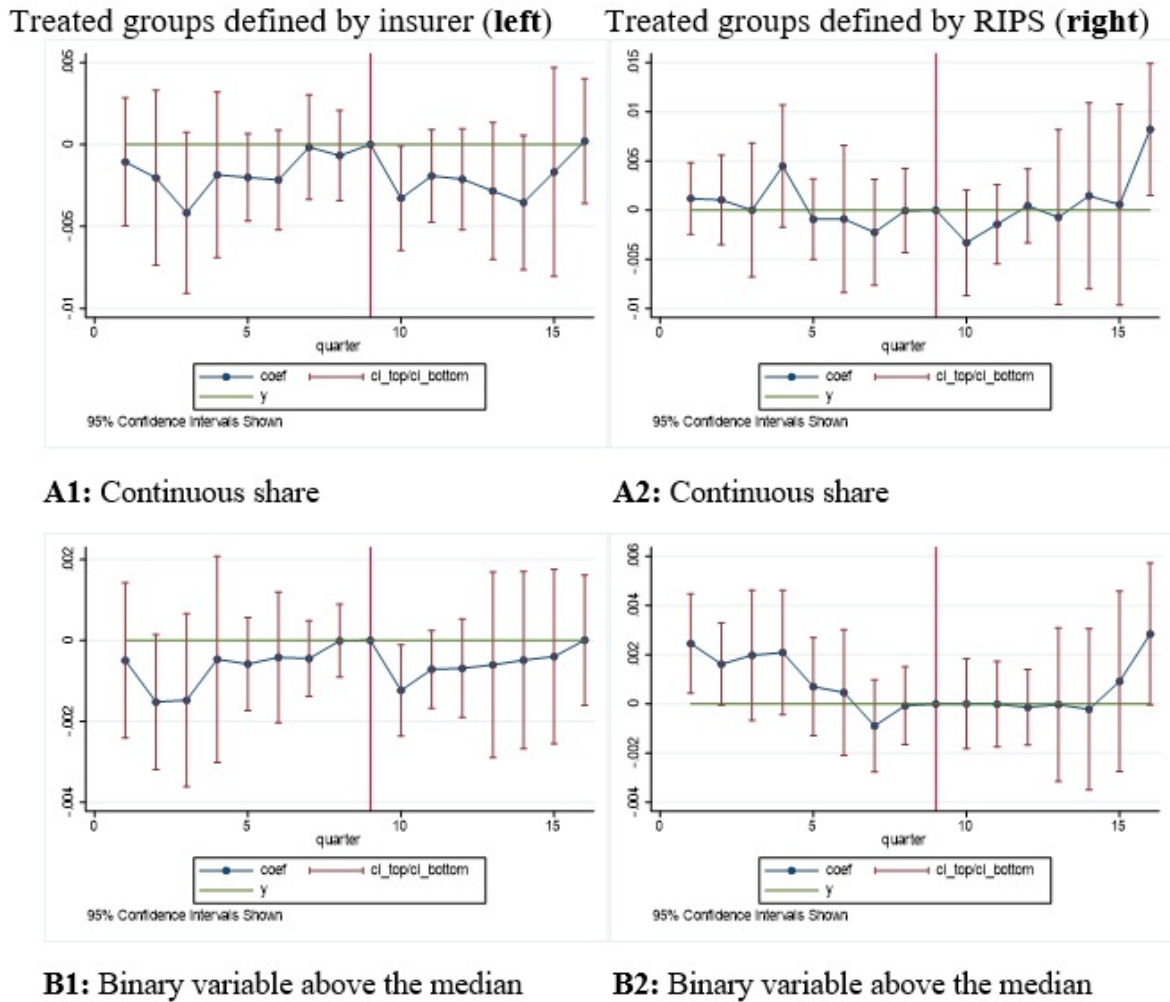 Treated groups defined by insurer (left) Treated groups defined by RIPS (right)
.005
0
-.005
-.01
0 5 10 15
quarter
coef ci_top/ci_bottom
y
95% Confidence Intervals Shown
.015
.01
.005
0
-.005
-.01
0 5 10 15
quarter
coef ci_top/ci_bottom
y
95% Confidence Intervals Shown
A1: Continuous share A2: Continuous share
.002
0
-.002
-.004
0 5 10 15
quarter
coef ci_top/ci_bottom
y
95% Confidence Intervals Shown
.006
.004
.002
0
-.002
-.004
0 5 10 15
quarter
coef ci_top/ci_bottom
y
95% Confidence Intervals Shown
B1: Binary variable above the median B2: Binary variable above the median